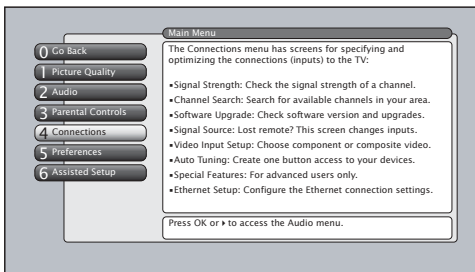 Main Menu
0 Go Back
1 Picture Quality
2 Audio
3 Parental Controls
4 Connections
5 Preferences
6 Assisted Setup
The Connections menu has screens for specifying and
optimizing the connections (inputs) to the TV:
▪Signal Strength: Check the signal strength of a channel.
▪Channel Search: Search for available channels in your area.
▪Software Upgrade: Check software version and upgrades.
▪Signal Source: Lost remote? This screen changes inputs.
▪Video Input Setup: Choose component or composite video.
▪Auto Tuning: Create one button access to your devices.
▪Special Features: For advanced users only.
▪Ethernet Setup: Configure the Ethernet connection settings.
Press OK or ▸ to access the Audio menu.